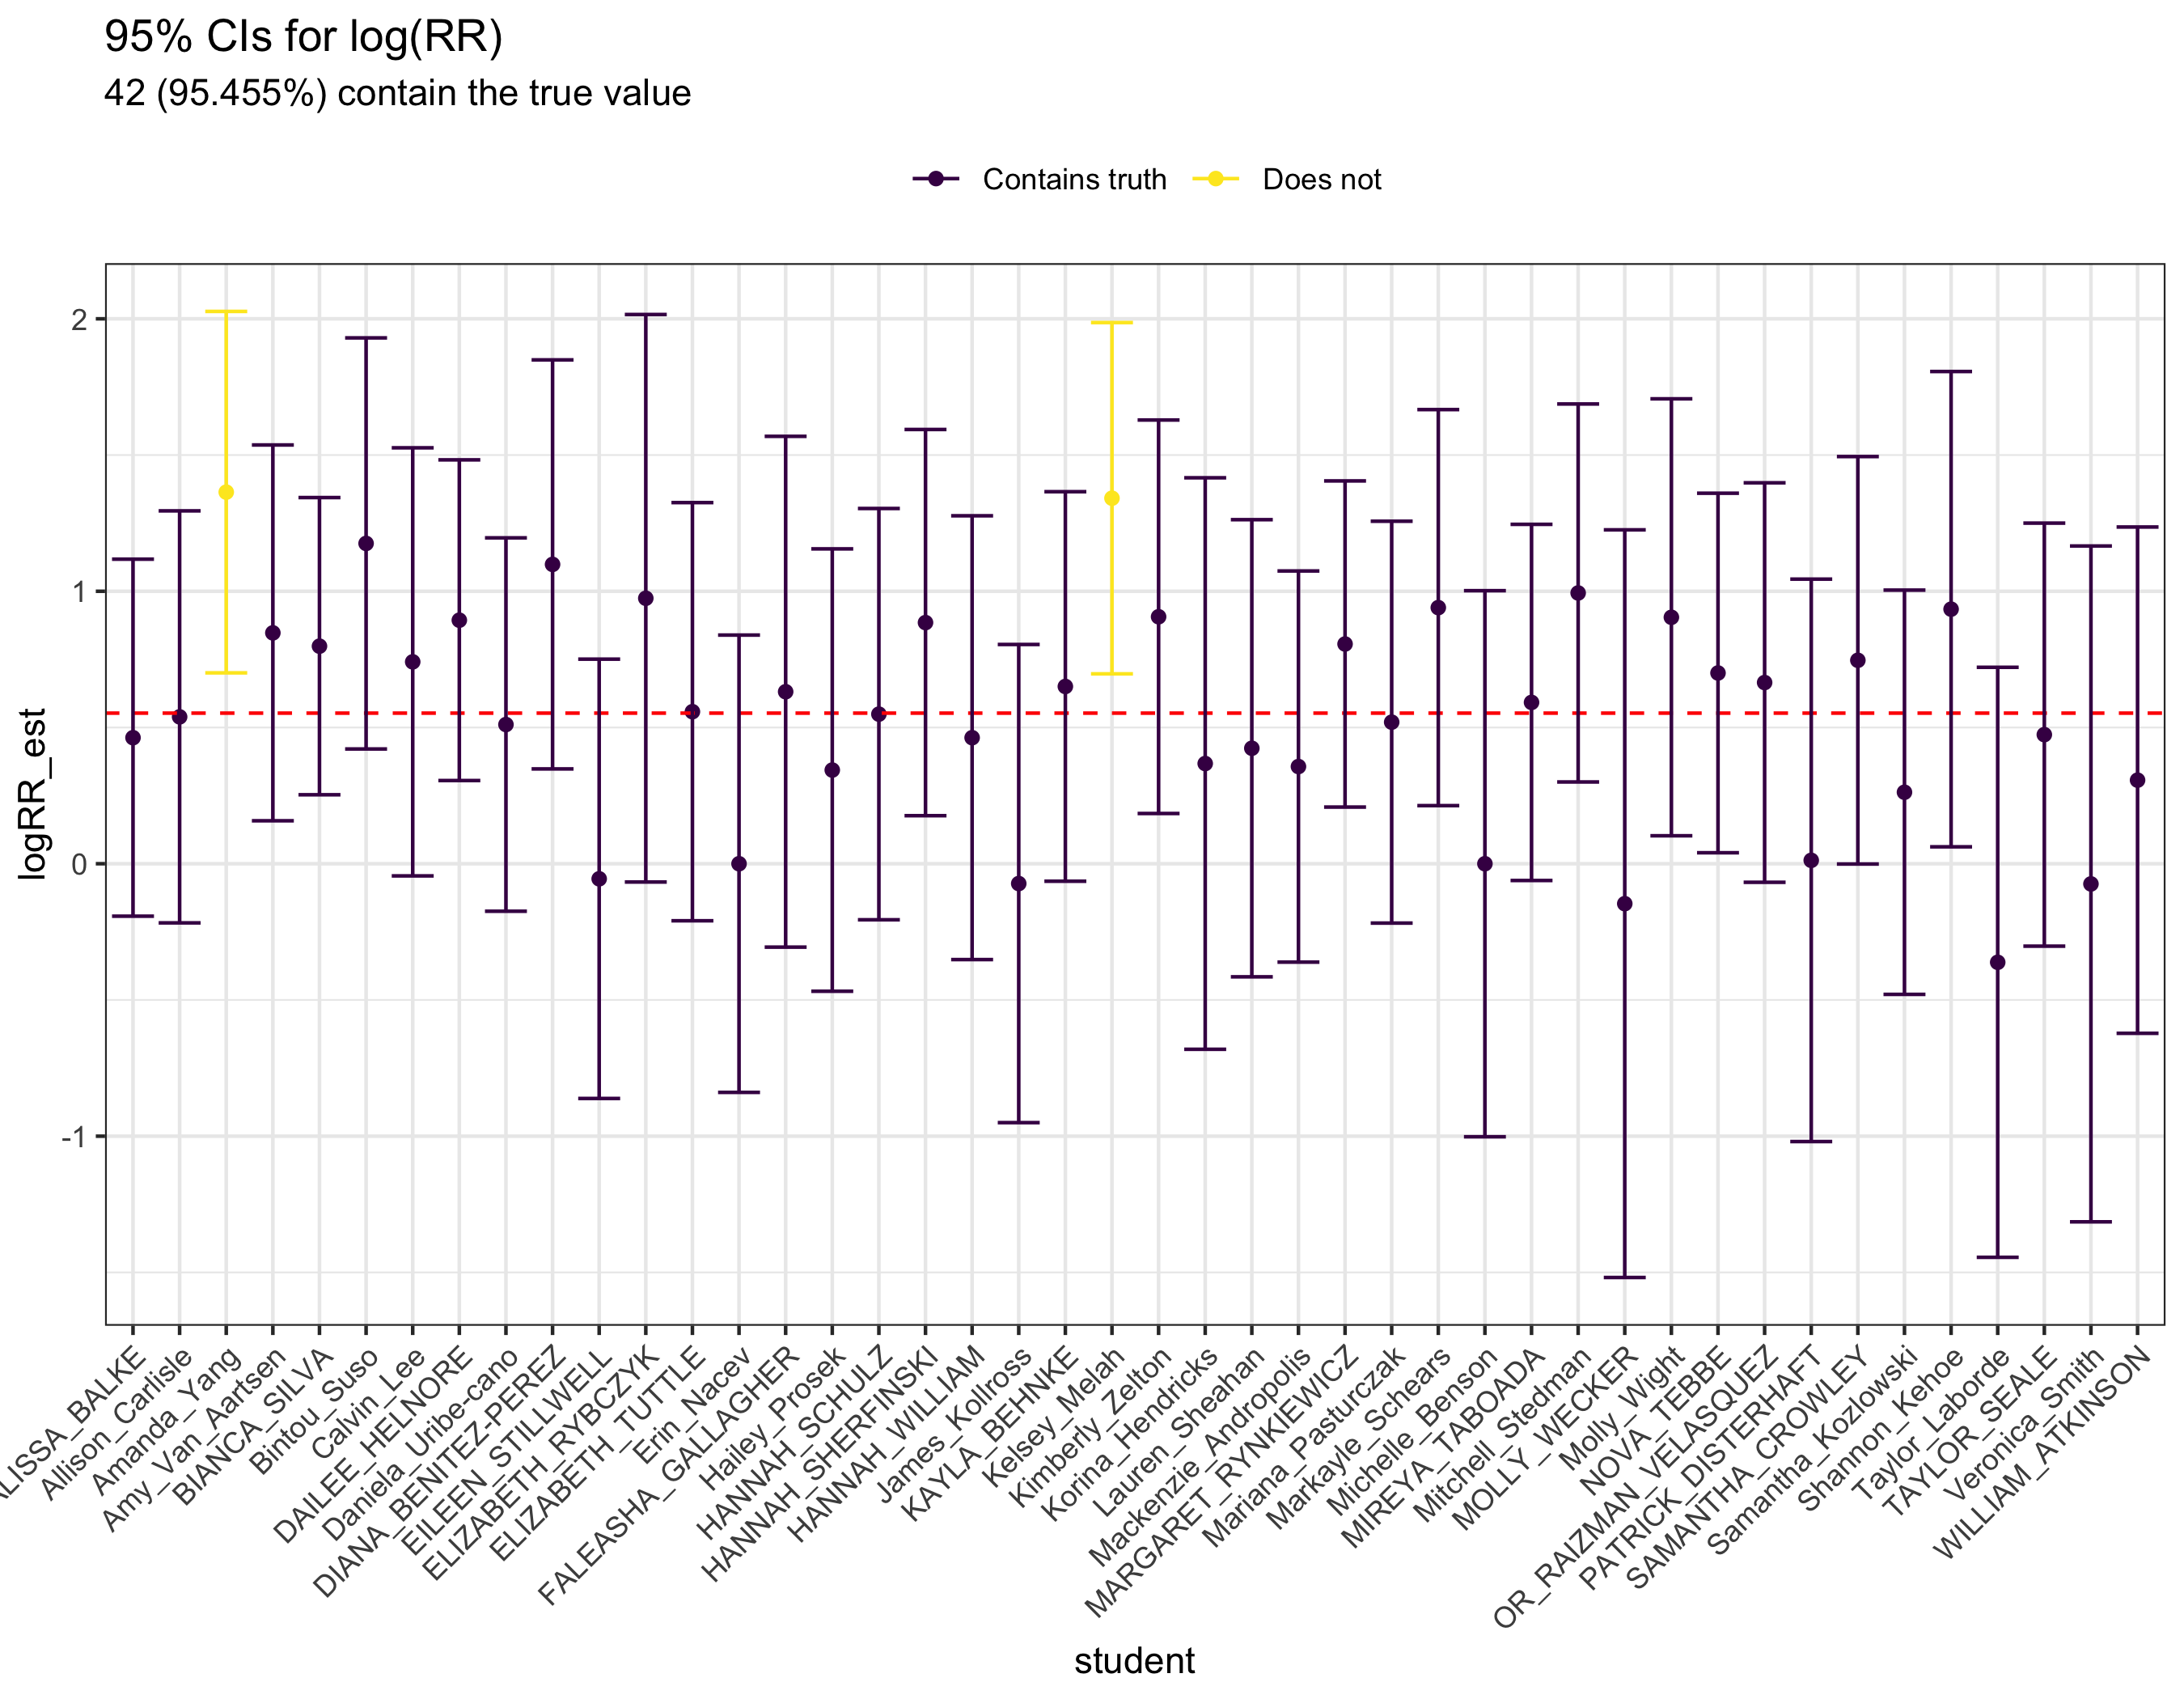 95% CIs for log(RR)
42 (95.455%) contain the true value
Contains truth
Does not
logRR_est
2
1
0
-1
LISSA_BALKE
Allison_Carlisle
Amanda_Yang
Amy_Van_Aartsen
BIANCA_SILVA
Bintou_Suso
Calvin_Lee
DAILEE_HELNORE
Daniela_Uribe-cano
DIANA_BENITEZ-PEREZ
EILEEN_STILLWELL
ELIZABETH_RYBCZYK
ELIZABETH_TUTTLE
Erin_Nacev
FALEASHA_GALLAGHER
Hailey_Prosek
HANNAH_SCHULZ
HANNAH_SHERFINSKI
HANNAH_WILLIAM
James_Kollross
KAYLA_BEHNKE
Kelsey_Melah
Kimberly_Zelton
Korina_Hendricks
Lauren_Sheahan
Mackenzie_Andropolis
MARGARET_RYNKIEWICZ
Mariana_Pasturczak
Markayle_Schears
Michelle_Benson
MIREYA_TABOADA
Mitchell_Stedman
MOLLY_WECKER
Molly_Wight
NOVA_TEBBE
OR_RAIZMAN_VELASQUEZ
PATRICK_DISTERHAFT
SAMANTHA_CROWLEY
Samantha_Kozlowski
Shannon_Kehoe
Taylor_Laborde
TAYLOR_SEALE
Veronica_Smith
WILLIAM_ATKINSON
student